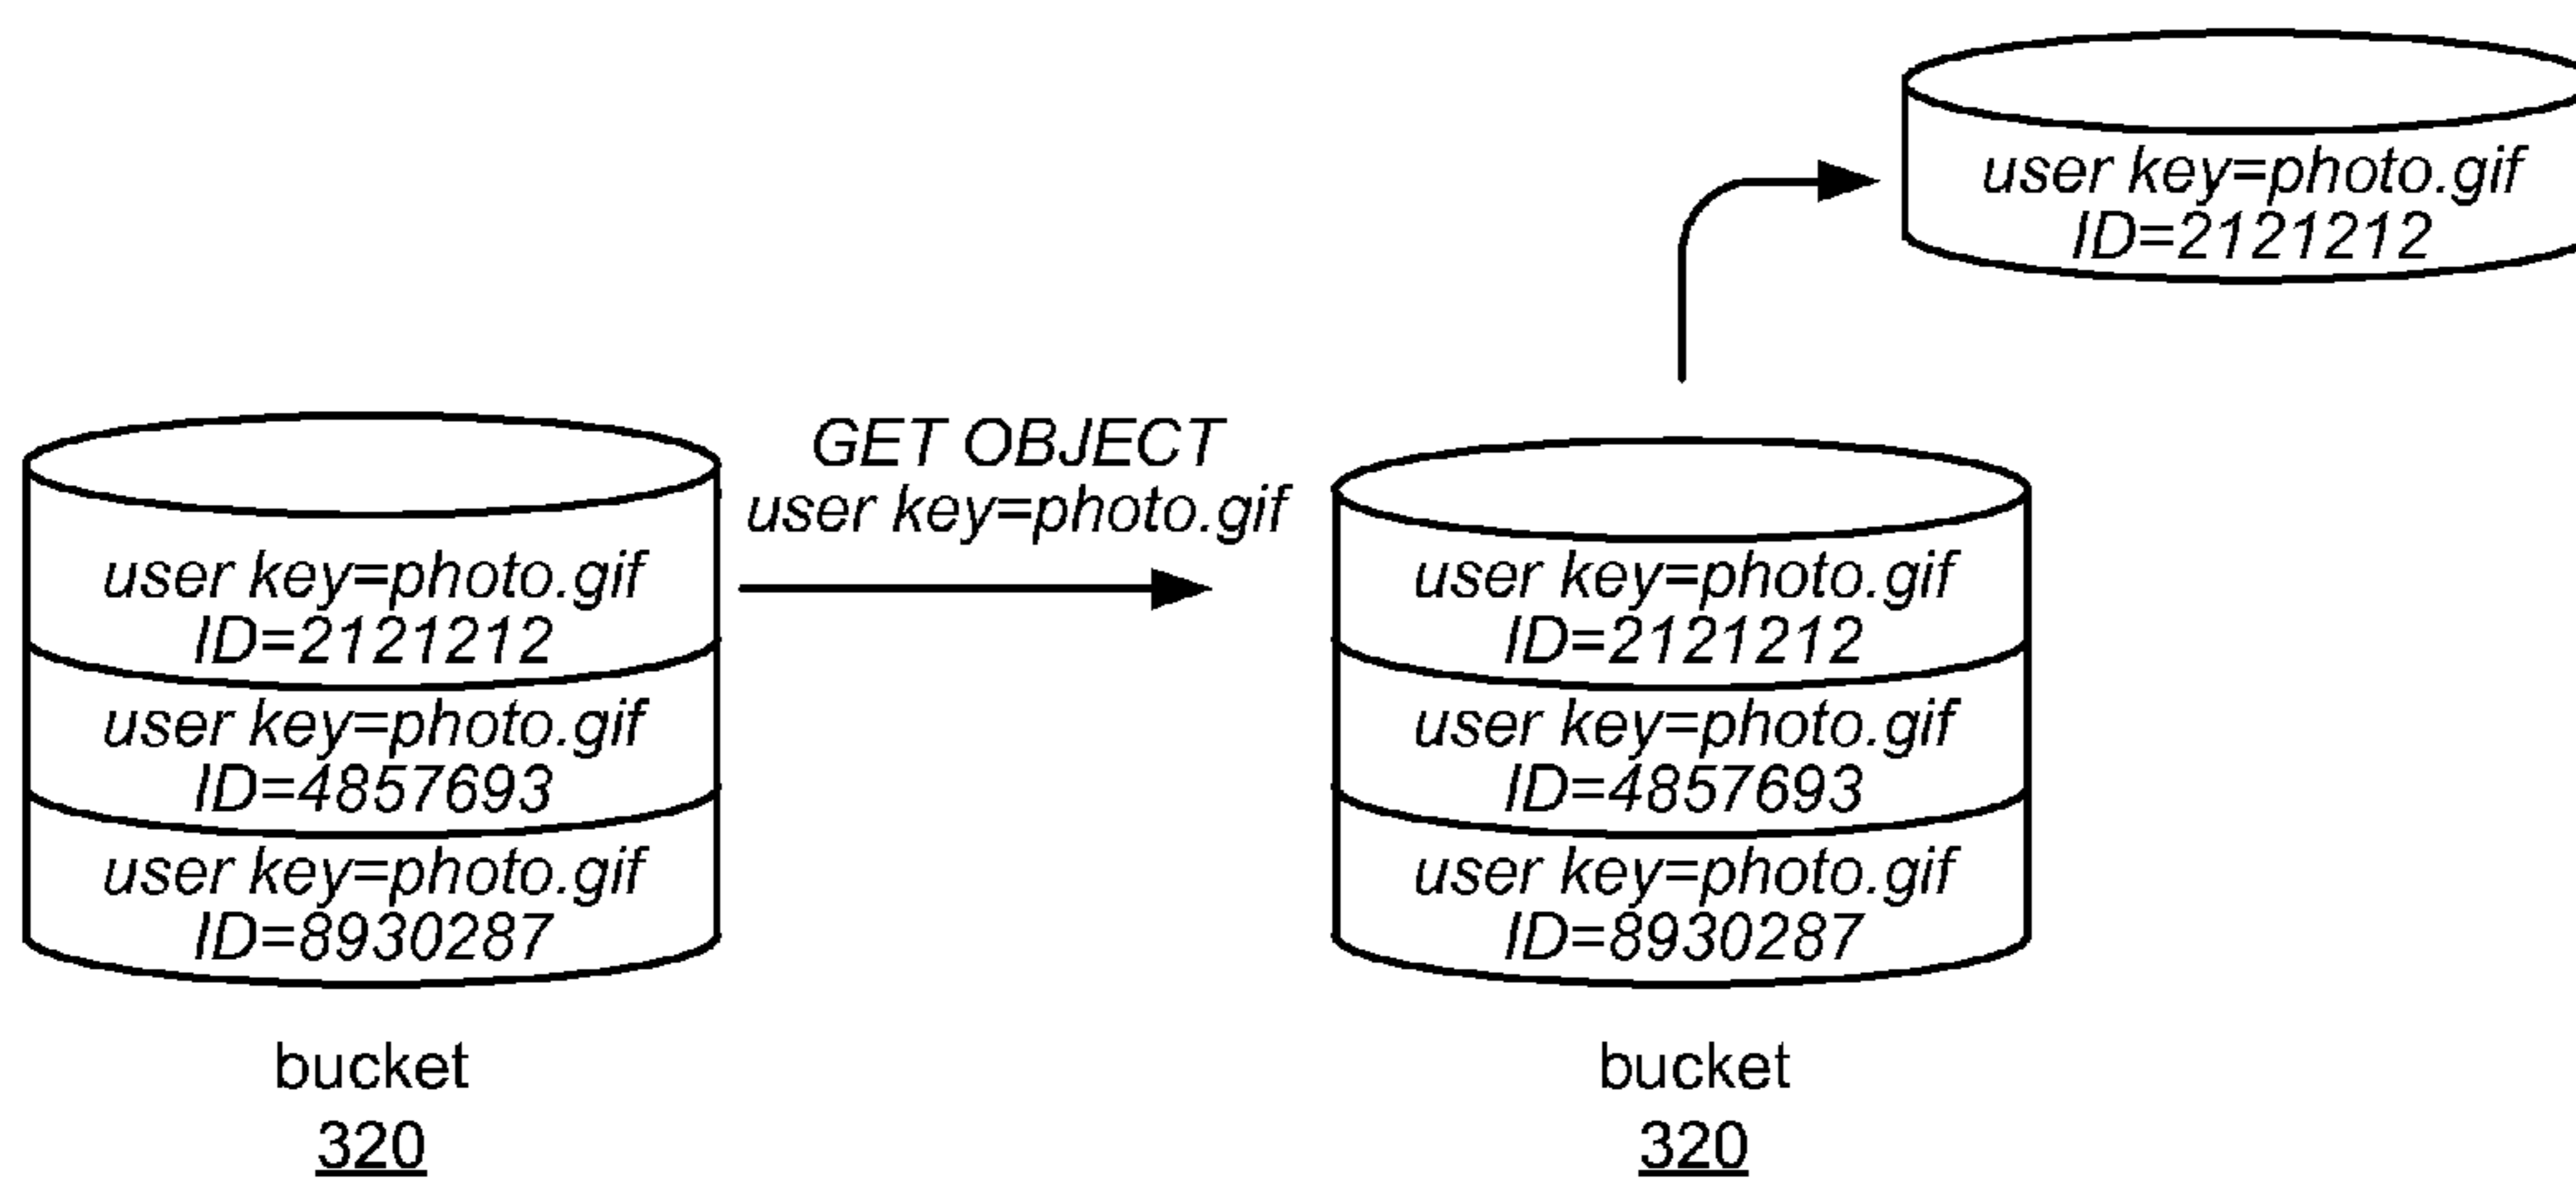 user key=photo.gif
ID=2121212
GET OBJECT
user key=photo.gif
user key=photo.gif
ID=2121212
user key=photo.gif
ID=4857693
user key=photo.gif
ID=8930287
bucket
320
user key=photo.gif
ID=2121212
user key=photo.gif
ID=4857693
user key=photo.gif
ID=8930287
bucket
320